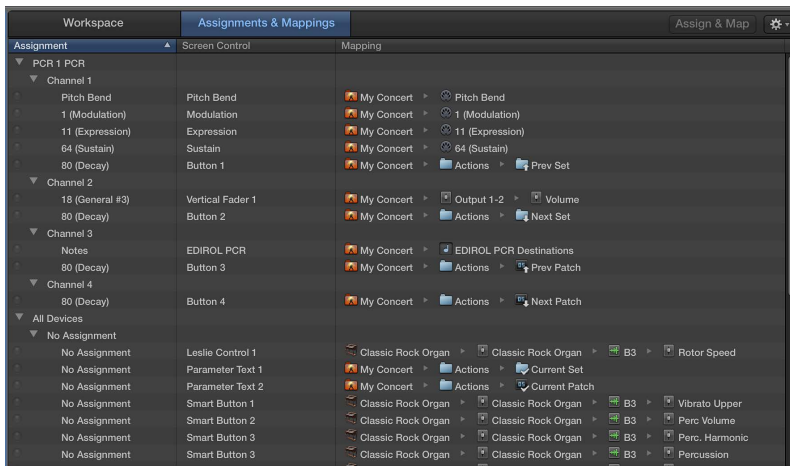 Workspace Assignments & Mappings Assign & Map
Assignment Screen Control Mapping
PCR 1 PCR
Channel 1
Pitch Bend Pitch Bend My Concert Pitch Bend
1 (Modulation) Modulation My Concert 1 (Modulation)
11 (Expression) Expression My Concert 11 (Expression)
64 (Sustain) Sustain My Concert 64 (Sustain)
80 (Decay) Button 1 My Concert Actions Prev Set
Channel 2
18 (General #3) Vertical Fader 1 My Concert Output 1-2 Volume
80 (Decay) Button 2 My Concert Actions Next Set
Channel 3
Notes EDIROL PCR My Concert EDIROL PCR Destinations
80 (Decay) Button 3 My Concert Actions Prev Patch
Channel 4
80 (Decay) Button 4 My Concert Actions Next Patch
All Devices
No Assignment
No Assignment Leslie Control 1 Classic Rock Organ Classic Rock Organ B3 Rotor Speed
No Assignment Parameter Text 1 My Concert Actions Current Set
No Assignment Parameter Text 2 My Concert Actions Current Patch
No Assignment Smart Button 1 Classic Rock Organ Classic Rock Organ B3 Vibrato Upper
No Assignment Smart Button 2 Classic Rock Organ Classic Rock Organ B3 Perc Volume
No Assignment Smart Button 3 Classic Rock Organ Classic Rock Organ B3 Perc. Harmonic
No Assignment Smart Button 3 Classic Rock Organ Classic Rock Organ B3 Percussion